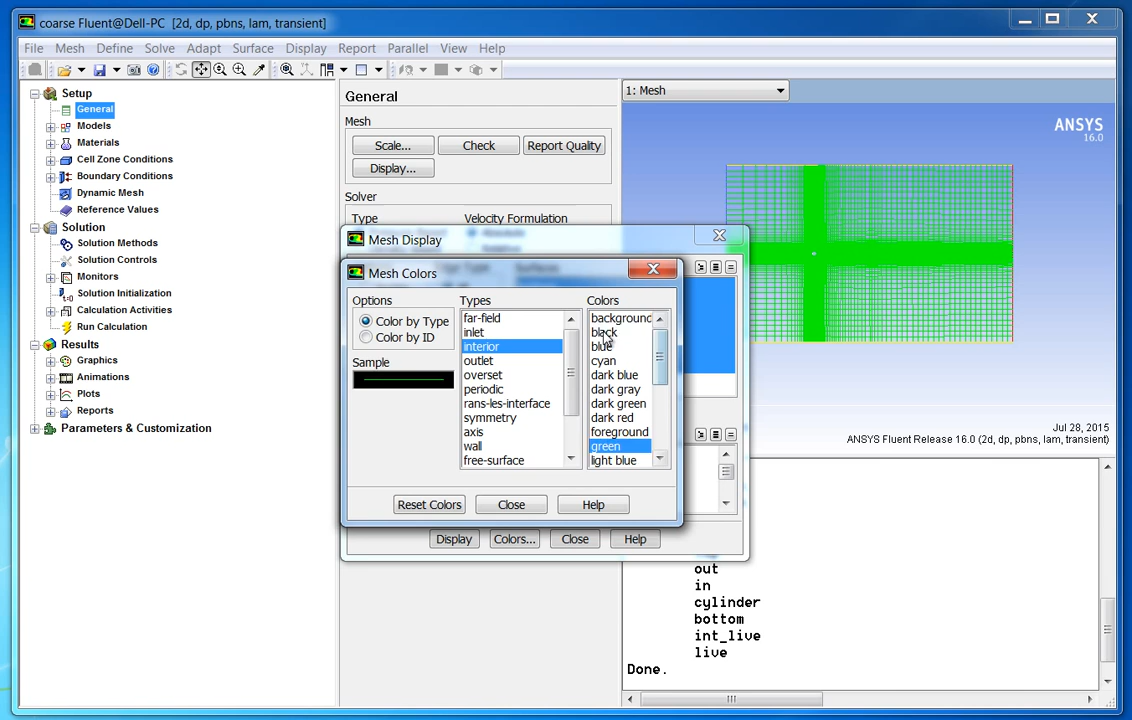 coarse Fluent@Dell-PC [2d, dp, pbns, lam, transient]
File Mesh Define Solve Adapt Surface Display Report Parallel View Help
Setup
General
Models
Materials
Cell Zone Conditions
Boundary Conditions
Dynamic Mesh
Reference Values
Solution
Solution Methods
Solution Controls
Monitors
Solution Initialization
Calculation Activities
Run Calculation
Results
Graphics
Animations
Plots
Reports
Parameters & Customization
General
Mesh
Scale... Check Report Quality
Display...
Solver
Type Velocity Formulation
Mesh Display
Mesh Colors
Options
Color by Type
Color by ID
Sample
Types
far-field
inlet
interior
outlet
overset
periodic
rans-les-interface
symmetry
axis
wall
free-surface
Colors
background
black
blue
cyan
dark blue
dark gray
dark green
dark red
foreground
green
light blue
Reset Colors Close Help
Display Colors... Close Help
1: Mesh
ANSYS
16.0
Jul 28, 2015
ANSYS Fluent Release 16.0 (2d, dp, pbns, lam, transient)
out
in
cylinder
bottom
int_live
live
Done.